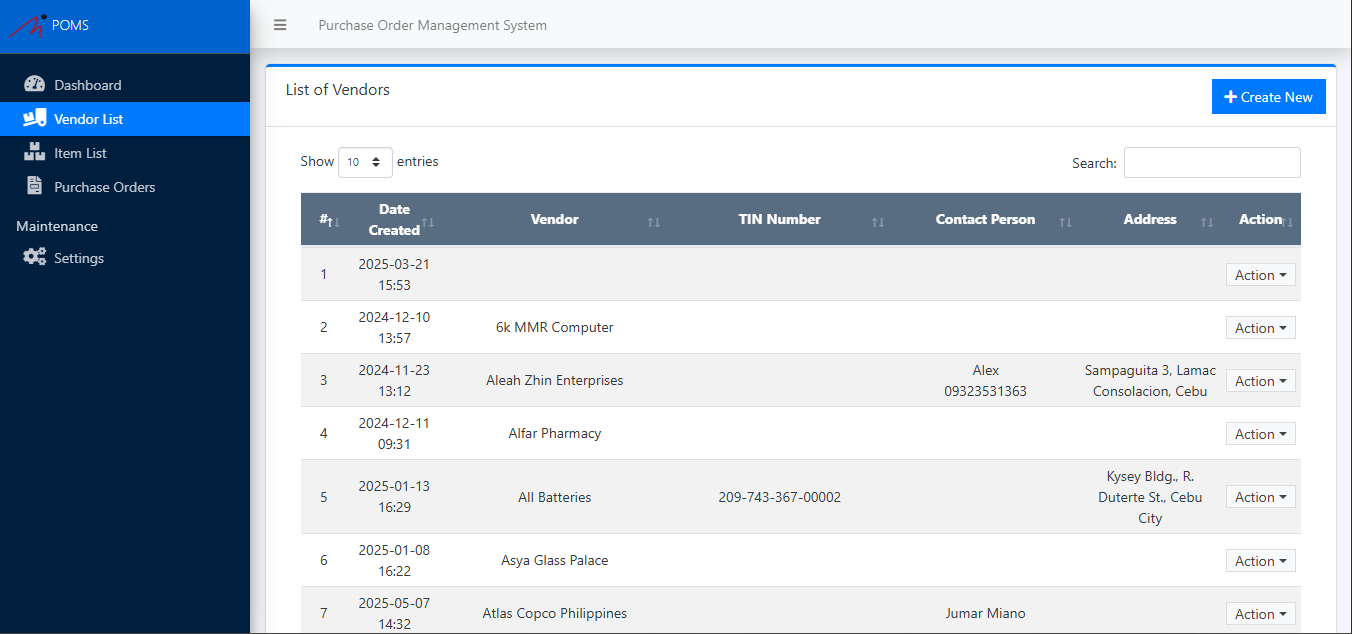 POMS
Purchase Order Management System
Dashboard
Vendor List
Item List
Purchase Orders
Maintenance
Settings
List of Vendors
Create New
Show 10 entries
Search:
# Date Created Vendor TIN Number Contact Person Address Action
1 2025-03-21 15:53 Action
2 2024-12-10 13:57 6k MMR Computer Action
3 2024-11-23 13:12 Aleah Zhin Enterprises Alex 09323531363 Sampaguita 3, Lamac Consolacion, Cebu Action
4 2024-12-11 09:31 Alfar Pharmacy Action
5 2025-01-13 16:29 All Batteries 209-743-367-00002 Kysey Bldg., R. Duterte St., Cebu City Action
6 2025-01-08 16:22 Asya Glass Palace Action
7 2025-05-07 14:32 Atlas Copco Philippines Jumar Miano Action